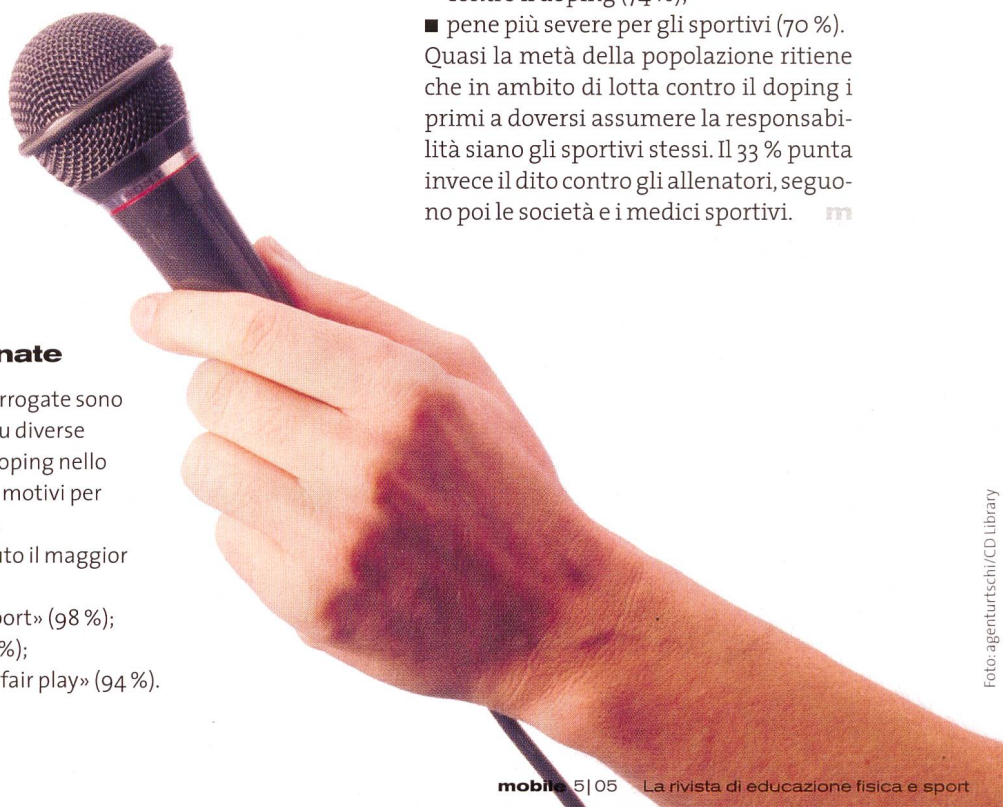 (74 %);
■ pene più severe per gli sportivi (70 %).
Quasi la metà della popolazione ritiene
che in ambito di lotta contro il doping i
primi a doversi assumere la responsabi-
lità siano gli sportivi stessi. Il 33 % punta
invece il dito contro gli allenatori, seguo-
no poi le società e i medici sportivi. m
nate
rrogate sono
u diverse
oping nello
motivi per
to il maggior
port» (98 %);
%);
fair play» (94 %).
Foto: agenturtschi/CD Library
mobile 5|05 La rivista di educazione fisica e sport